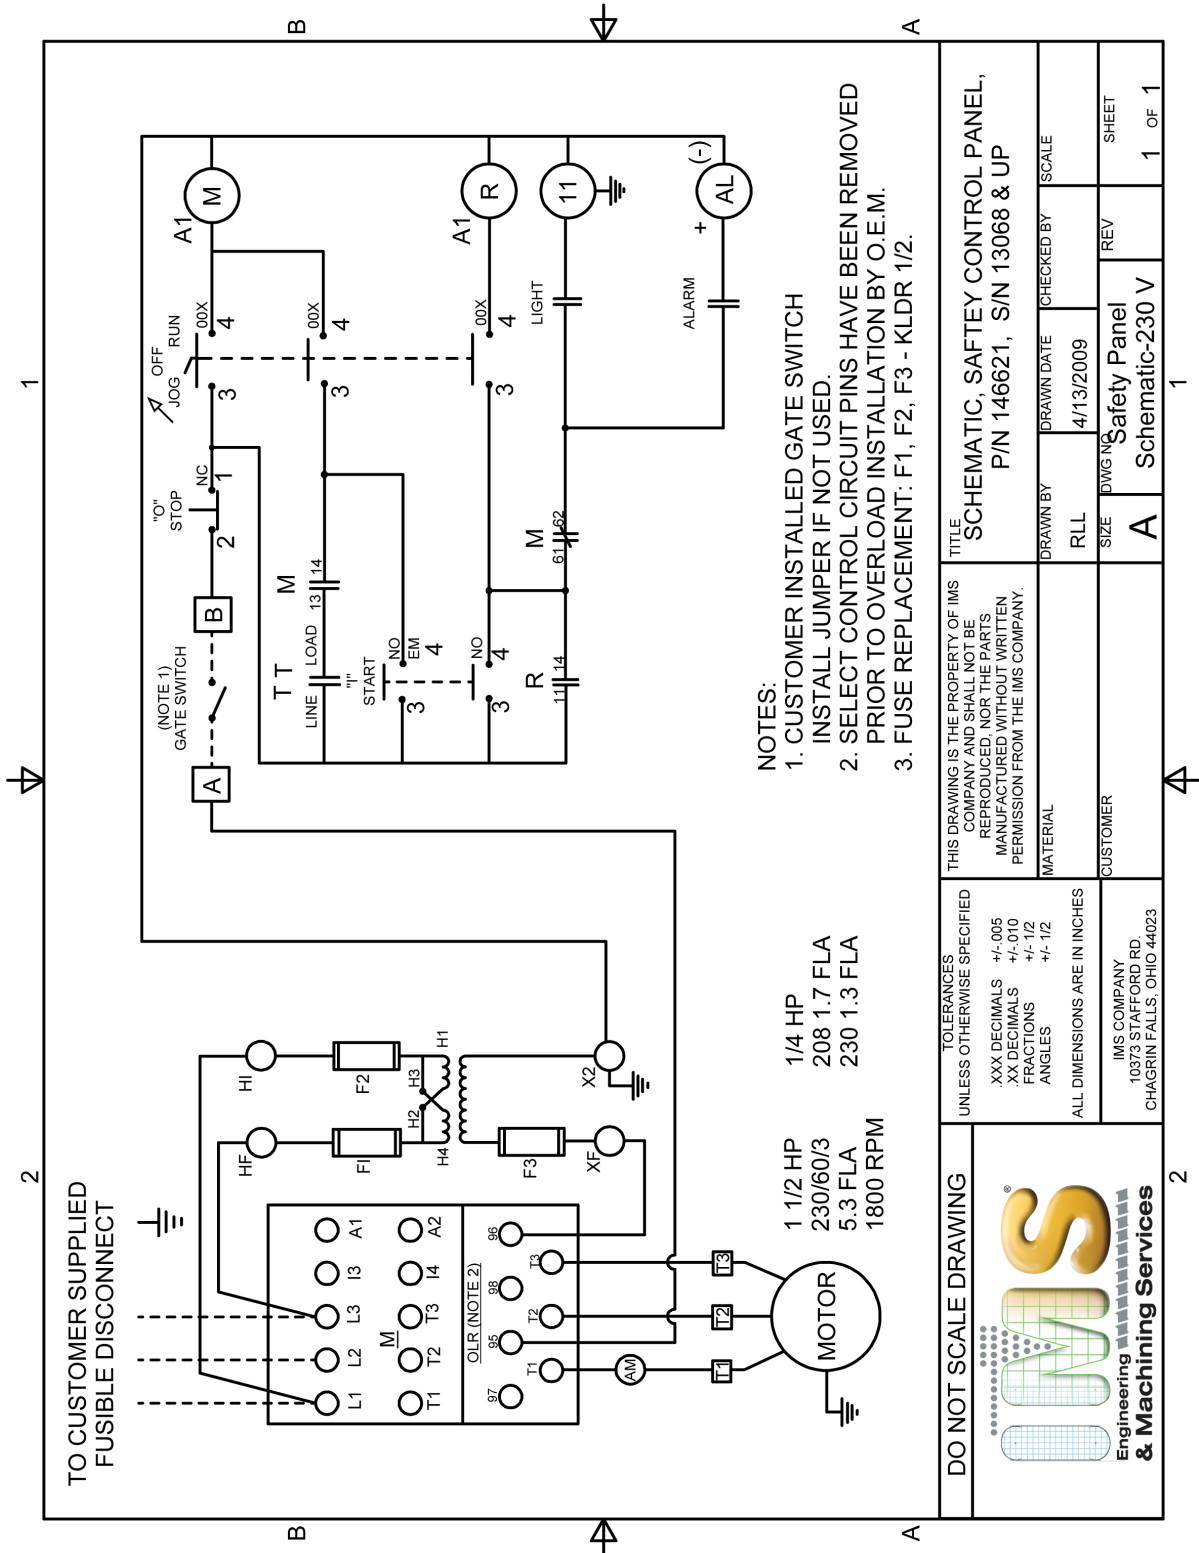 B
A
2
1
TO CUSTOMER SUPPLIED
FUSIBLE DISCONNECT
L1
L2
L3
I3
A1
M
T1
T2
T3
I4
A2
OLR (NOTE 2)
97
95
98
96
T1
T2
T3
AM
T1
T2
T3
MOTOR
HF
HI
FI
F2
H4
H2
H3
H1
F3
XF
X2
1 1/2 HP
230/60/3
5.3 FLA
1800 RPM
1/4 HP
208 1.7 FLA
230 1.3 FLA
(NOTE 1)
GATE SWITCH
A
B
"O"
STOP
NC
2
1
JOG
OFF
RUN
00X
3
4
A1
M
T T
LINE
LOAD
M
13
14
3
00X
4
"I"
START
NO
EM
3
4
NO
3
4
00X
3
4
A1
R
R
11
14
M
61
62
LIGHT
11
ALARM
+
AL
(-)
NOTES:
1. CUSTOMER INSTALLED GATE SWITCH
INSTALL JUMPER IF NOT USED.
2. SELECT CONTROL CIRCUIT PINS HAVE BEEN REMOVED
PRIOR TO OVERLOAD INSTALLATION BY O.E.M.
3. FUSE REPLACEMENT: F1, F2, F3 - KLDR 1/2.
DO NOT SCALE DRAWING
IMS®
Engineering
& Machining Services
TOLERANCES
UNLESS OTHERWISE SPECIFIED
.XXX DECIMALS +/-.005
.XX DECIMALS +/-.010
FRACTIONS +/- 1/2
ANGLES +/- 1/2
ALL DIMENSIONS ARE IN INCHES
IMS COMPANY
10373 STAFFORD RD.
CHAGRIN FALLS, OHIO 44023
THIS DRAWING IS THE PROPERTY OF IMS
COMPANY AND SHALL NOT BE
REPRODUCED, NOR THE PARTS
MANUFACTURED WITHOUT WRITTEN
PERMISSION FROM THE IMS COMPANY.
MATERIAL
CUSTOMER
TITLE
SCHEMATIC, SAFTEY CONTROL PANEL,
P/N 146621, S/N 13068 & UP
DRAWN BY
RLL
DRAWN DATE
4/13/2009
CHECKED BY
SCALE
SIZE
A
DWG NO
Safety Panel
Schematic-230 V
REV
SHEET
1 OF 1
B
A
2
1